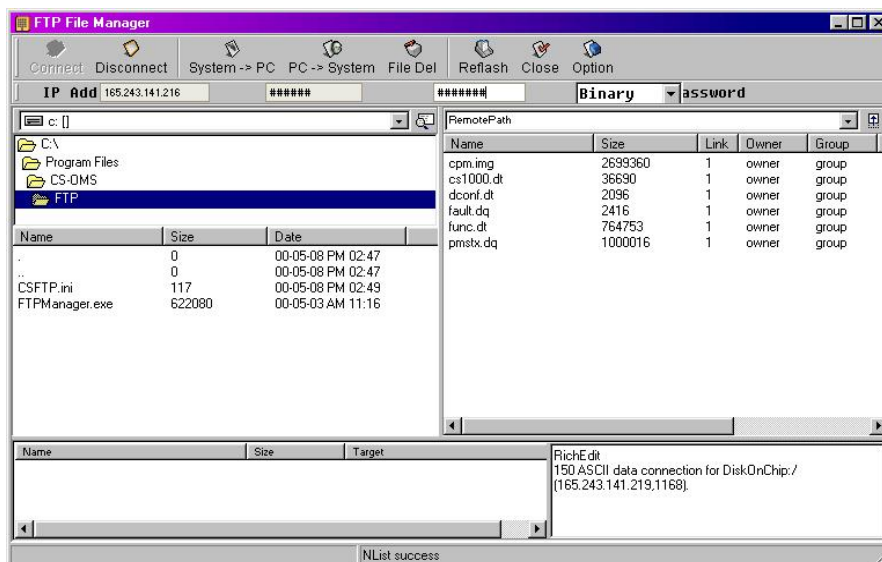 FTP File Manager
Connect Disconnect System -> PC PC -> System File Del Reflash Close Option
IP Add 165.243.141.216 ###### ####### Binary assword
c: [] RemotePath
C:\
Program Files
CS-OMS
FTP
Name Size Date
. 0 00-05-08 PM 02:47
.. 0 00-05-08 PM 02:47
CSFTP.ini 117 00-05-08 PM 02:49
FTPManager.exe 622080 00-05-03 AM 11:16
Name Size Link Owner Group
cpm.img 2699360 1 owner group
cs1000.dt 36690 1 owner group
dconf.dt 2096 1 owner group
fault.dq 2416 1 owner group
func.dt 764753 1 owner group
pmstx.dq 1000016 1 owner group
Name Size Target
RichEdit
150 ASCII data connection for DiskOnChip:/
(165.243.141.219,1168).
NList success